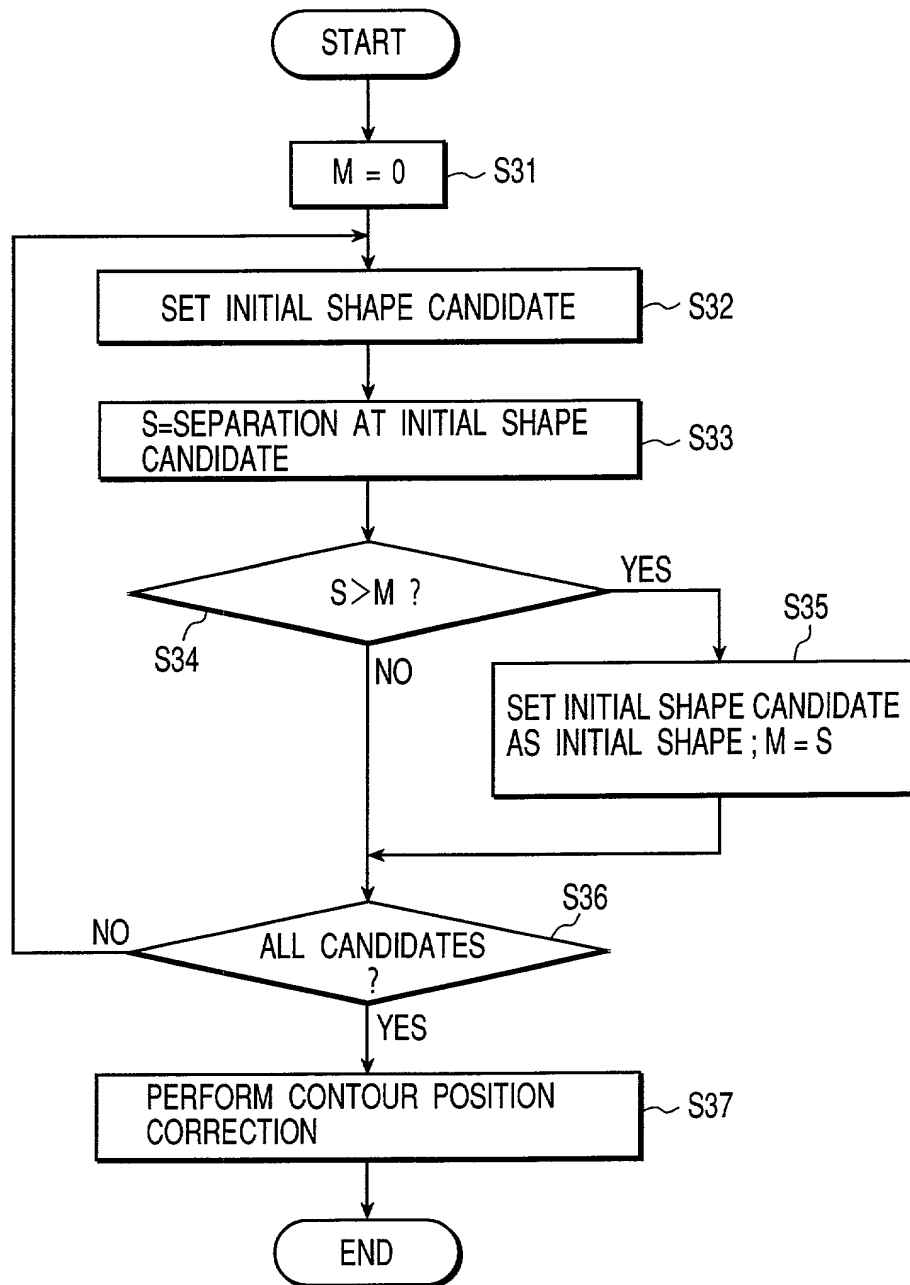 START
M = 0
S31
SET INITIAL SHAPE CANDIDATE
S32
S=SEPARATION AT INITIAL SHAPE
CANDIDATE
S33
S>M ?
YES
S34
NO
S35
SET INITIAL SHAPE CANDIDATE
AS INITIAL SHAPE ; M = S
S36
NO
ALL CANDIDATES
?
YES
PERFORM CONTOUR POSITION
CORRECTION
S37
END